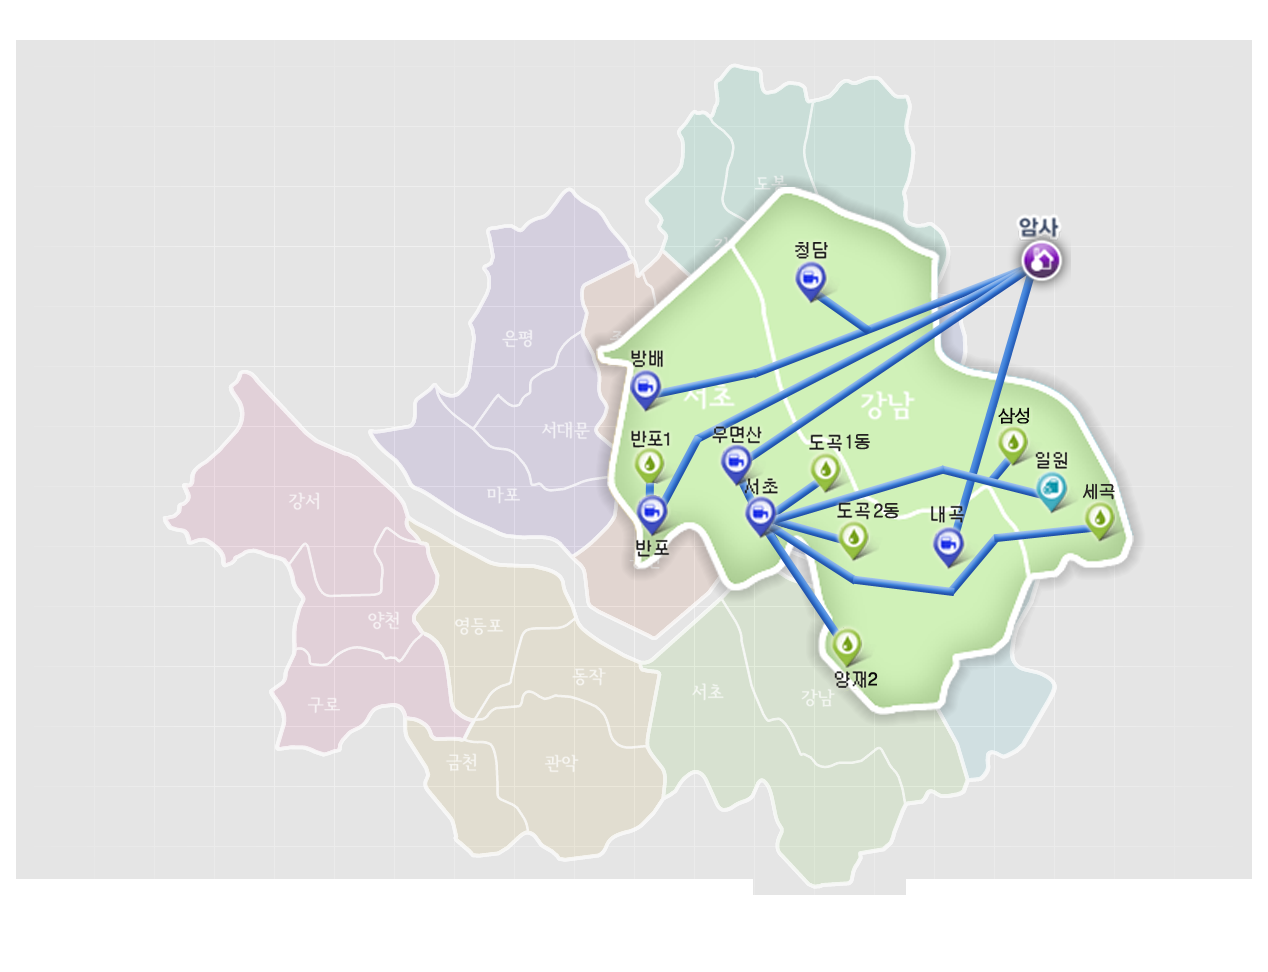 도봉
암사
청담
은평
방배
서초
강남
서대문
반포1
우면산
도곡1동
삼성
일원
강서
마포
서초
도곡2동
내곡
세곡
반포
양천
영등포
동작
양재2
구로
서초
강남
금천
관악